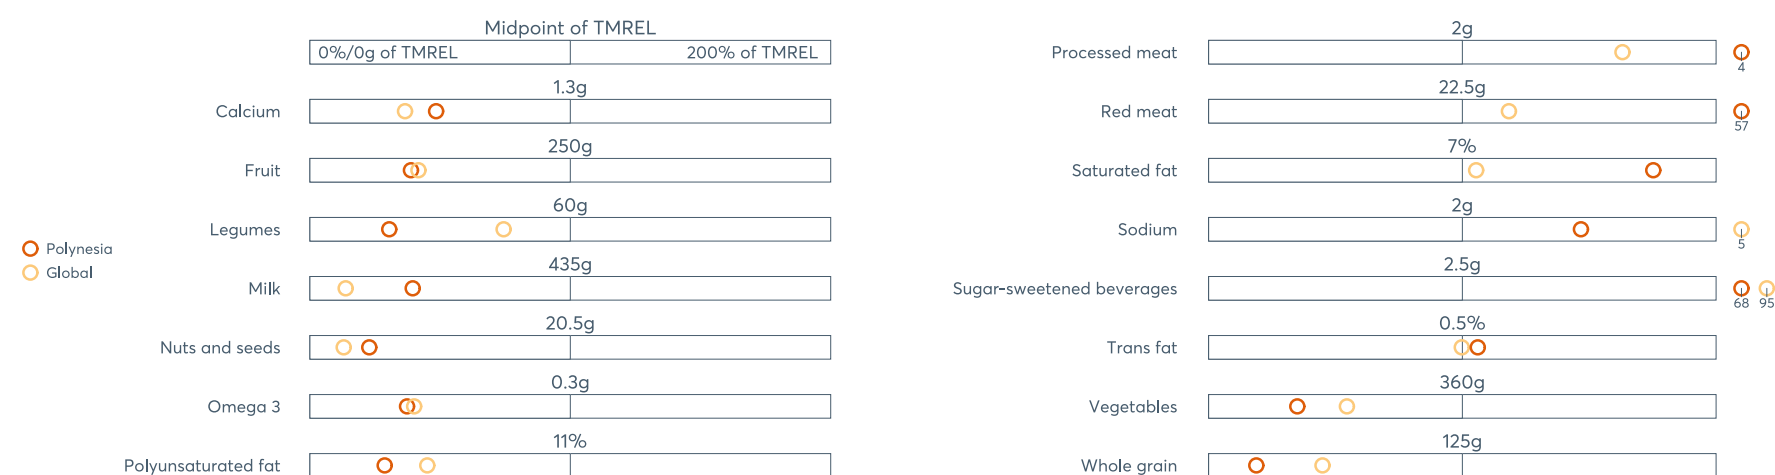 Midpoint of TMREL
0%/0g of TMREL 200% of TMREL
1.3g
Calcium
250g
Fruit
60g
Legumes
Polynesia
Global
435g
Milk
20.5g
Nuts and seeds
0.3g
Omega 3
11%
Polyunsaturated fat
2g
Processed meat
4
22.5g
Red meat
57
7%
Saturated fat
2g
Sodium
5
2.5g
Sugar-sweetened beverages
68 95
0.5%
Trans fat
360g
Vegetables
125g
Whole grain